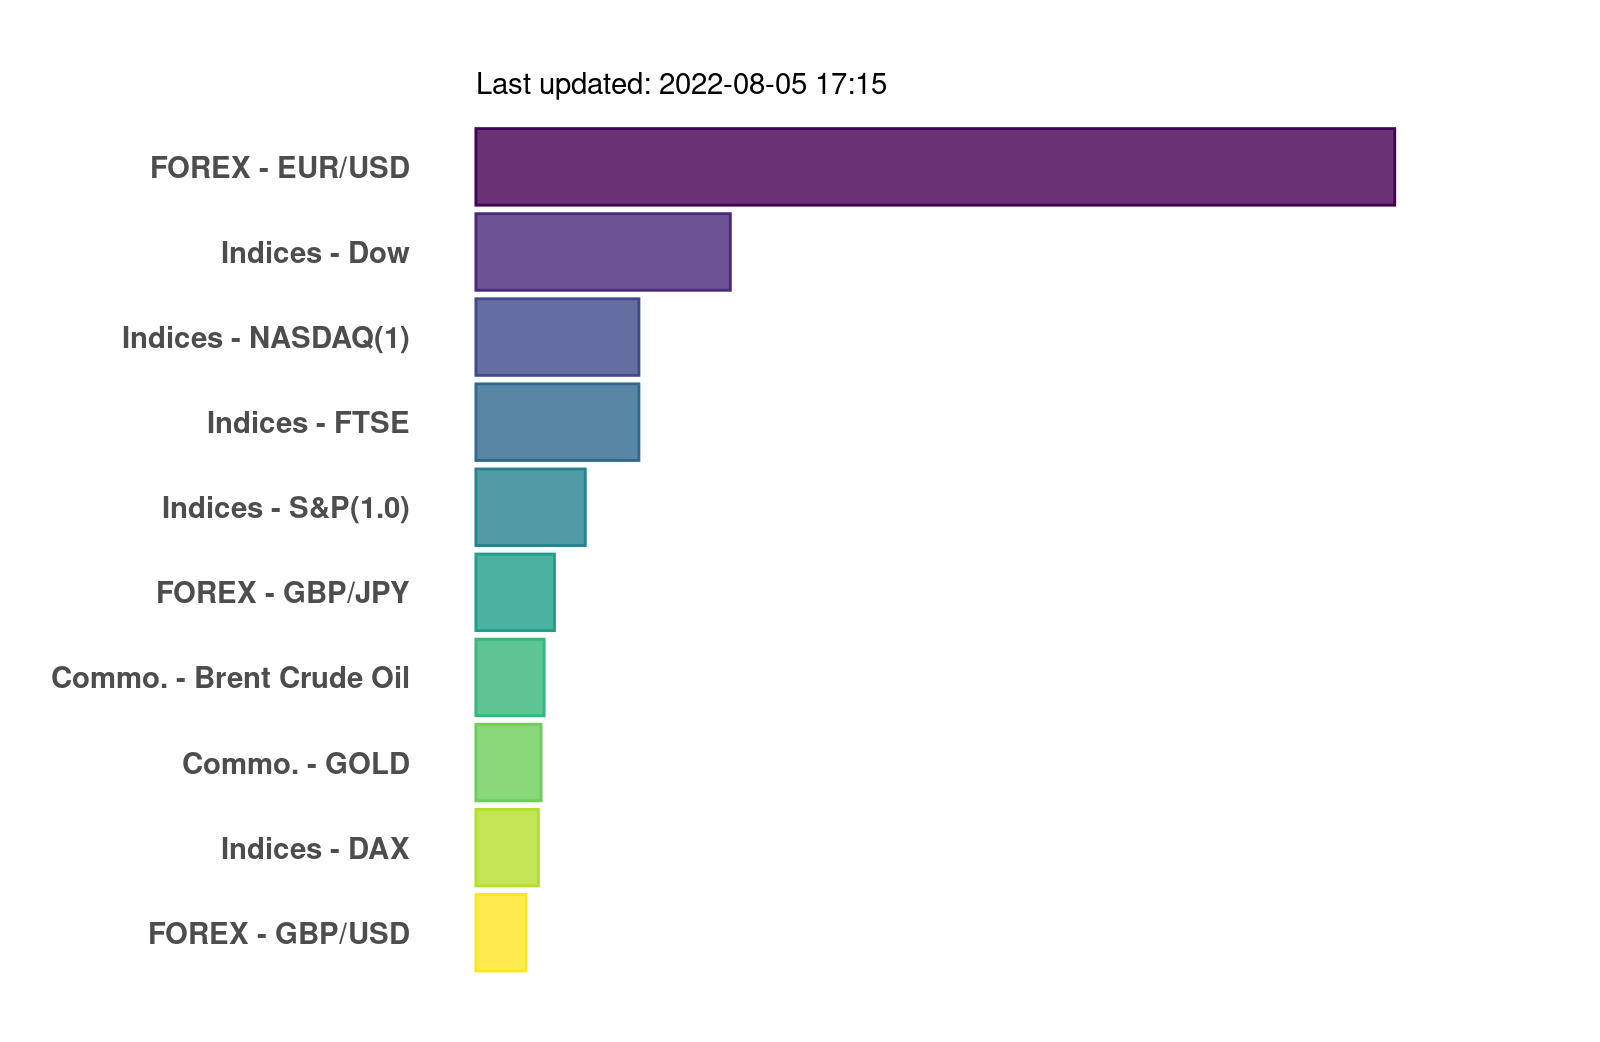 Last updated: 2022-08-05 17:15
FOREX - EUR/USD
Indices - Dow
Indices - NASDAQ(1)
Indices - FTSE
Indices - S&P(1.0)
FOREX - GBP/JPY
Commo. - Brent Crude Oil
Commo. - GOLD
Indices - DAX
FOREX - GBP/USD